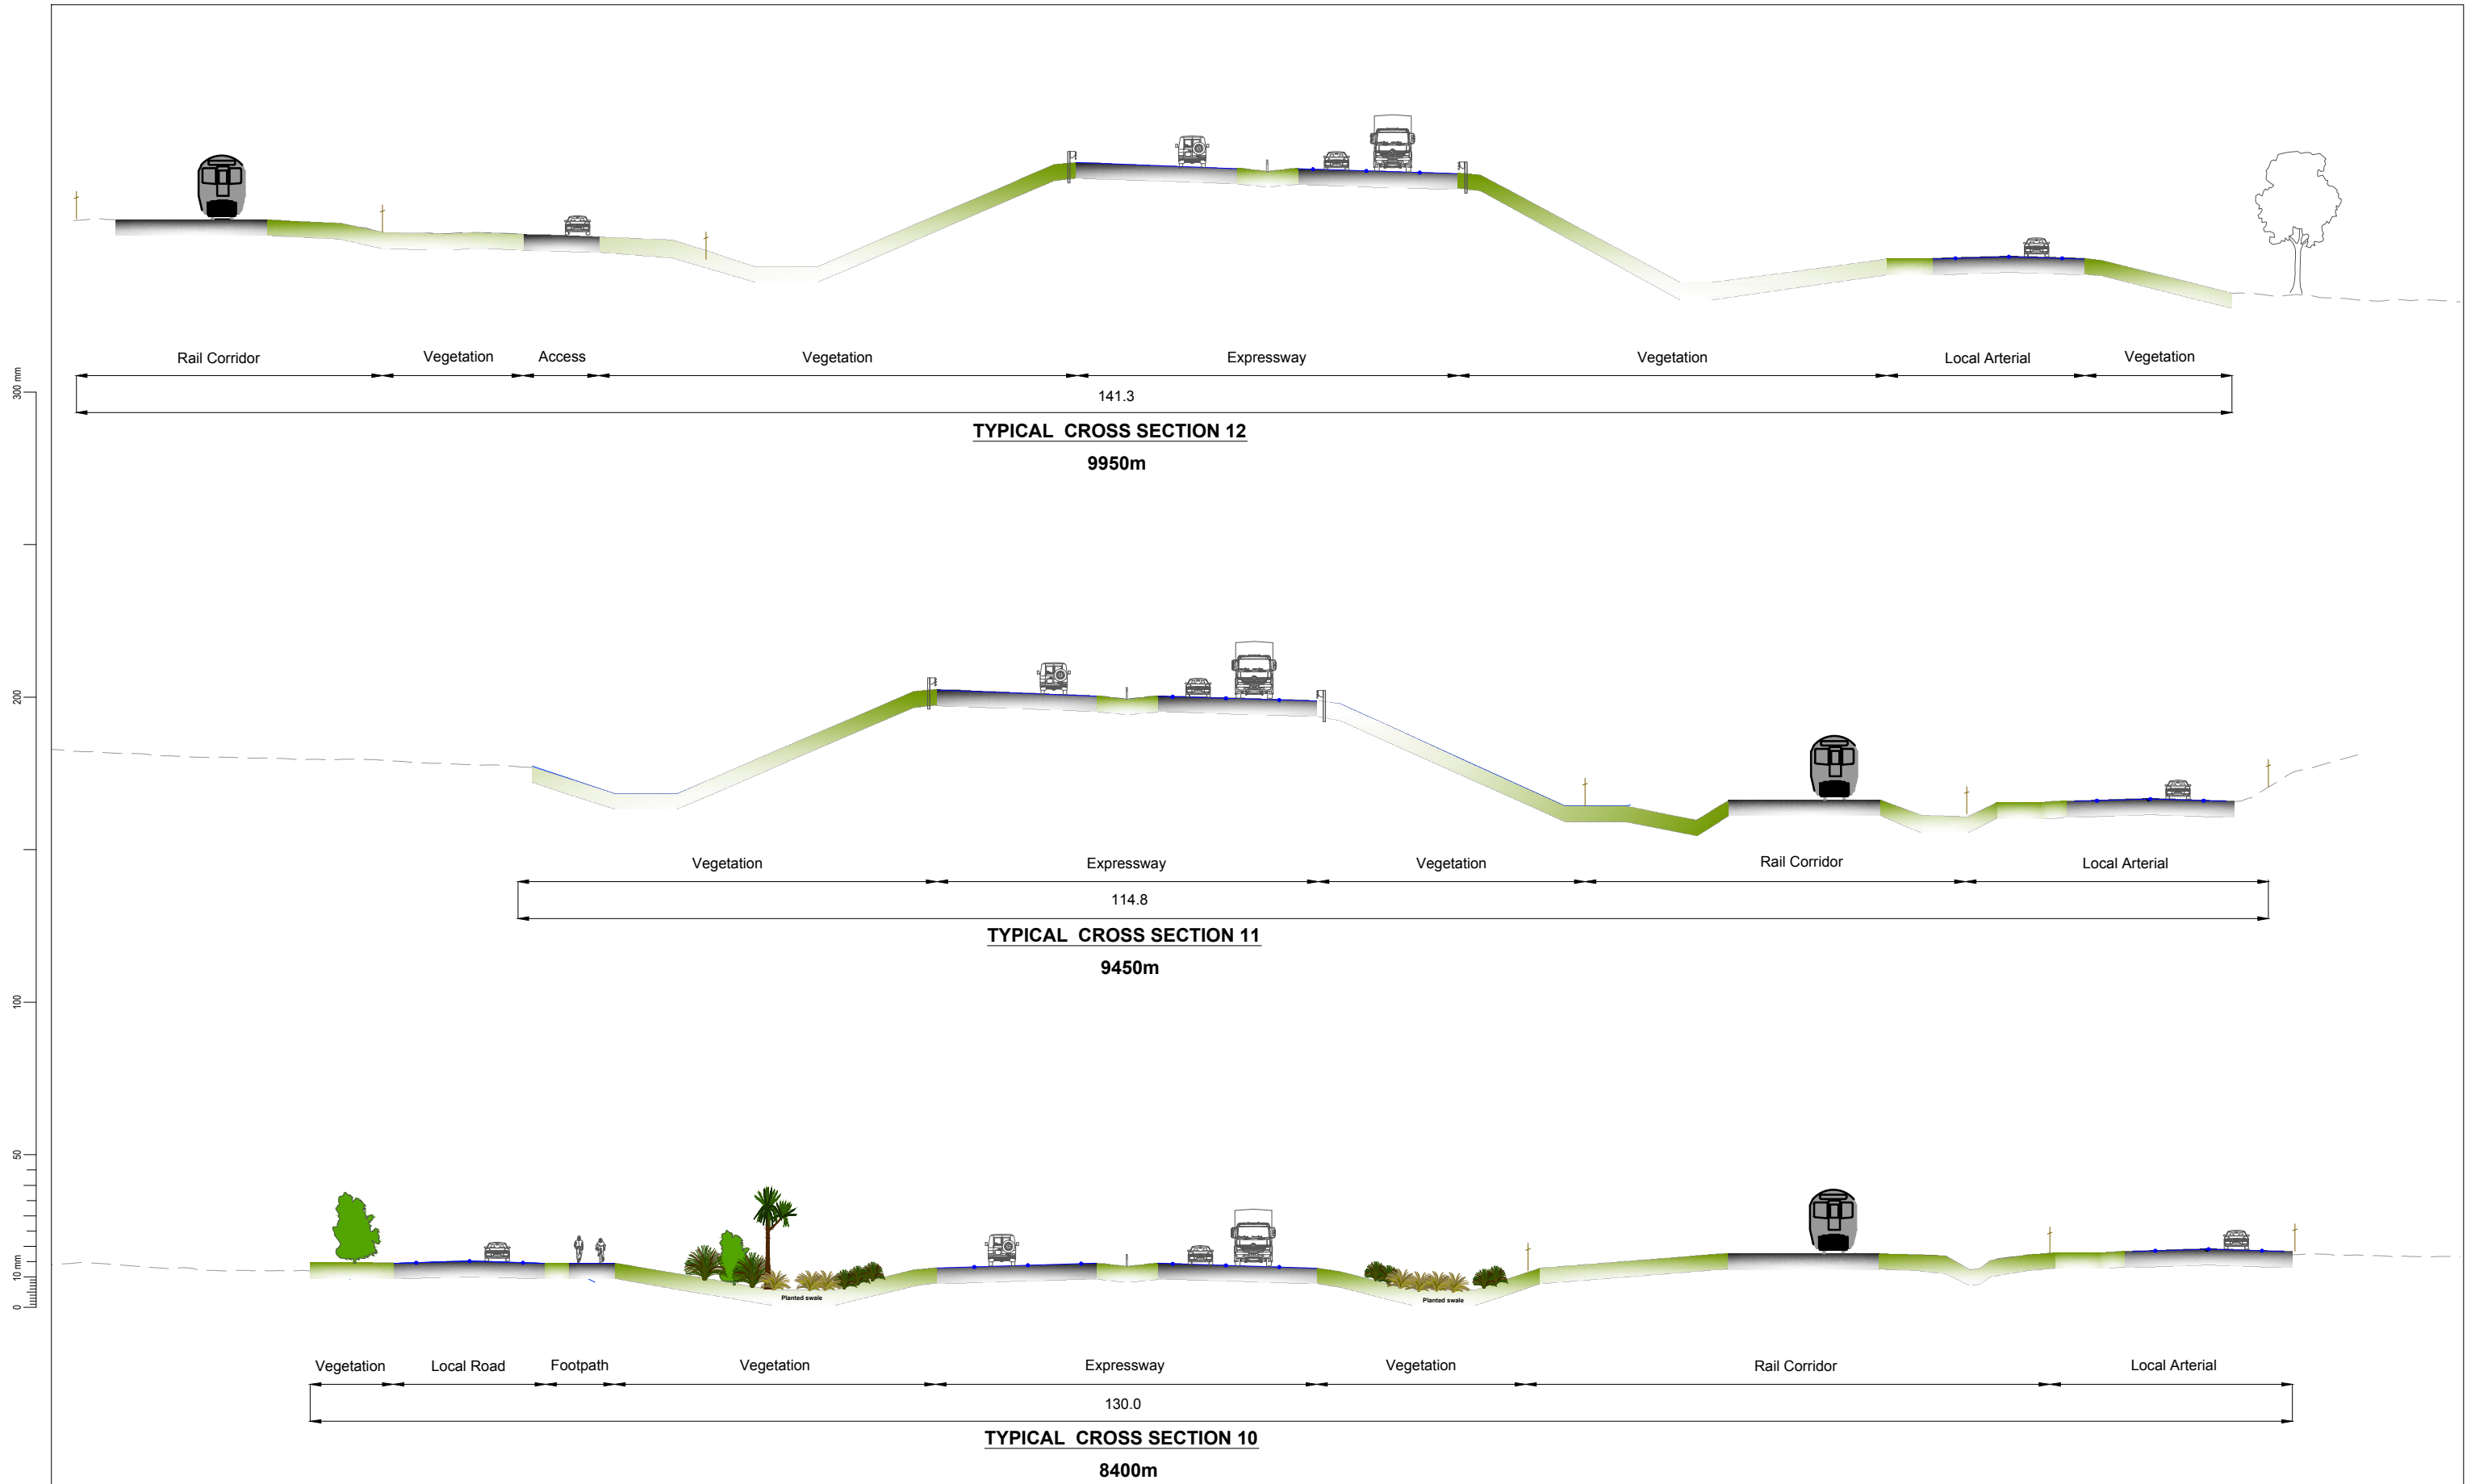 Rail Corridor Vegetation Access Vegetation Expressway Vegetation Local Arterial Vegetation
141.3
TYPICAL CROSS SECTION 12
9950m
300 mm
200
Vegetation Expressway Vegetation Rail Corridor Local Arterial
114.8
TYPICAL CROSS SECTION 11
9450m
100
50
10 mm
0
Planted swale Planted swale
Vegetation Local Road Footpath Vegetation Expressway Vegetation Rail Corridor Local Arterial
130.0
TYPICAL CROSS SECTION 10
8400m